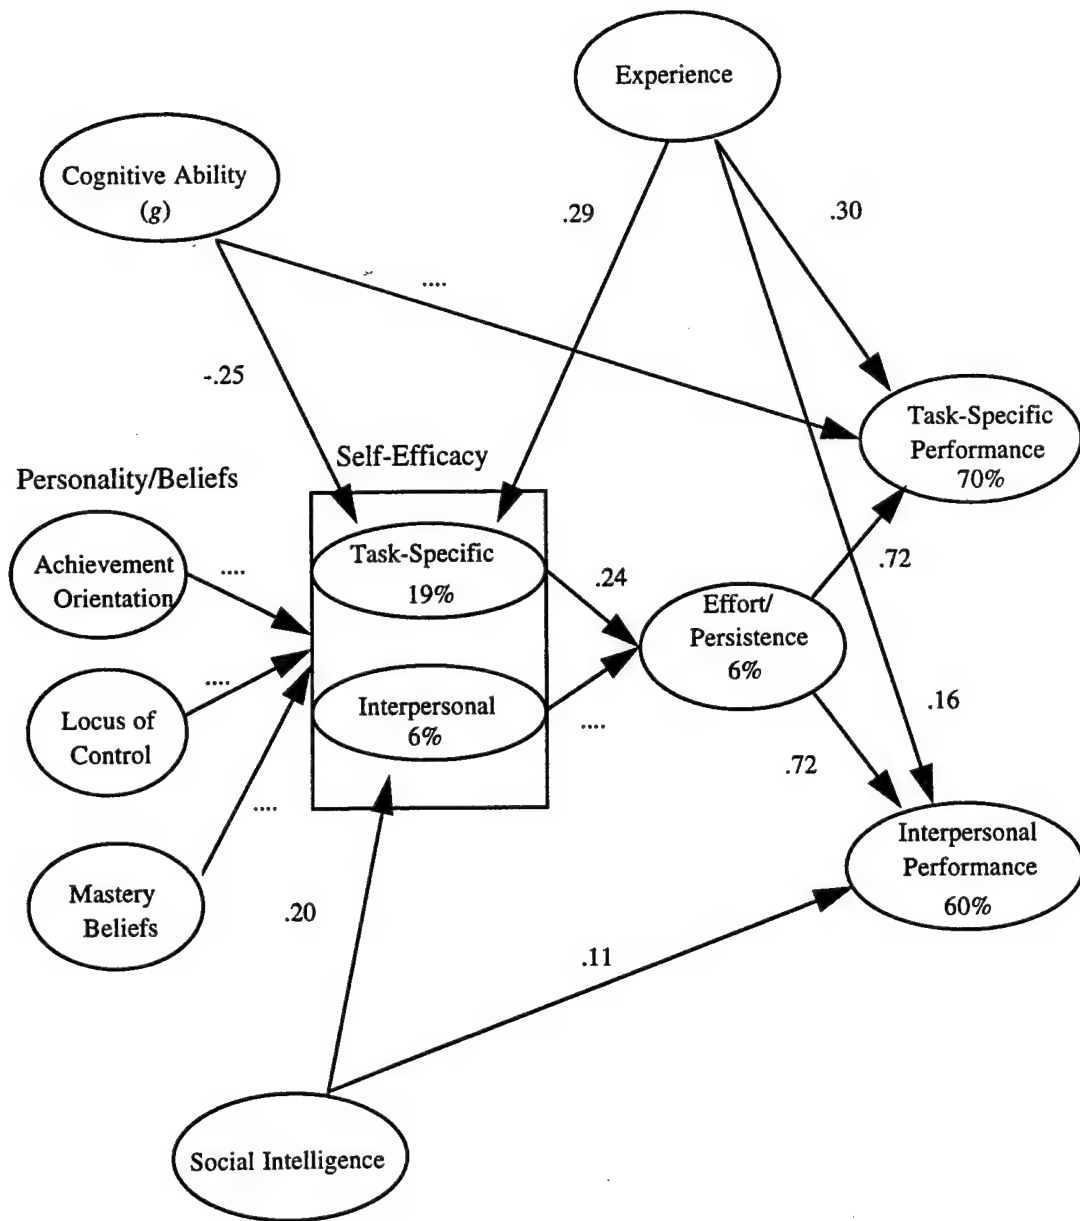 Experience
Cognitive Ability
(g)
.29
.30
....
-.25
Self-Efficacy
Task-Specific
Performance
70%
Personality/Beliefs
Achievement
Orientation
....
Task-Specific
19%
.24
.72
Effort/
Persistence
6%
Locus of
Control
....
Interpersonal
6%
....
.16
.72
....
Mastery
Beliefs
.20
Interpersonal
Performance
60%
.11
Social Intelligence